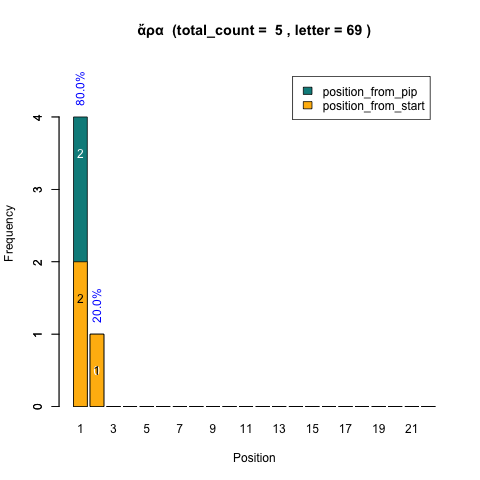 ἄρα (total_count = 5 , letter = 69 )
position_from_pip
position_from_start
80.0%
20.0%
2
2
1
Frequency
4
3
2
1
0
1 3 5 7 9 11 13 15 17 19 21
Position